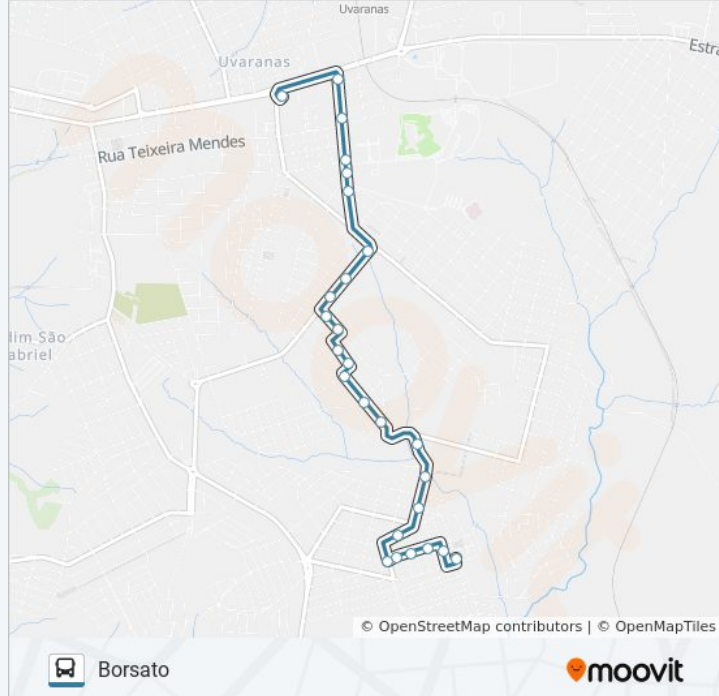 Uvaranas
Estra
Uvaranas
Rua Teixeira Mendes
dim São
abriel
© OpenStreetMap contributors | © OpenMapTiles
Borsato
moovit